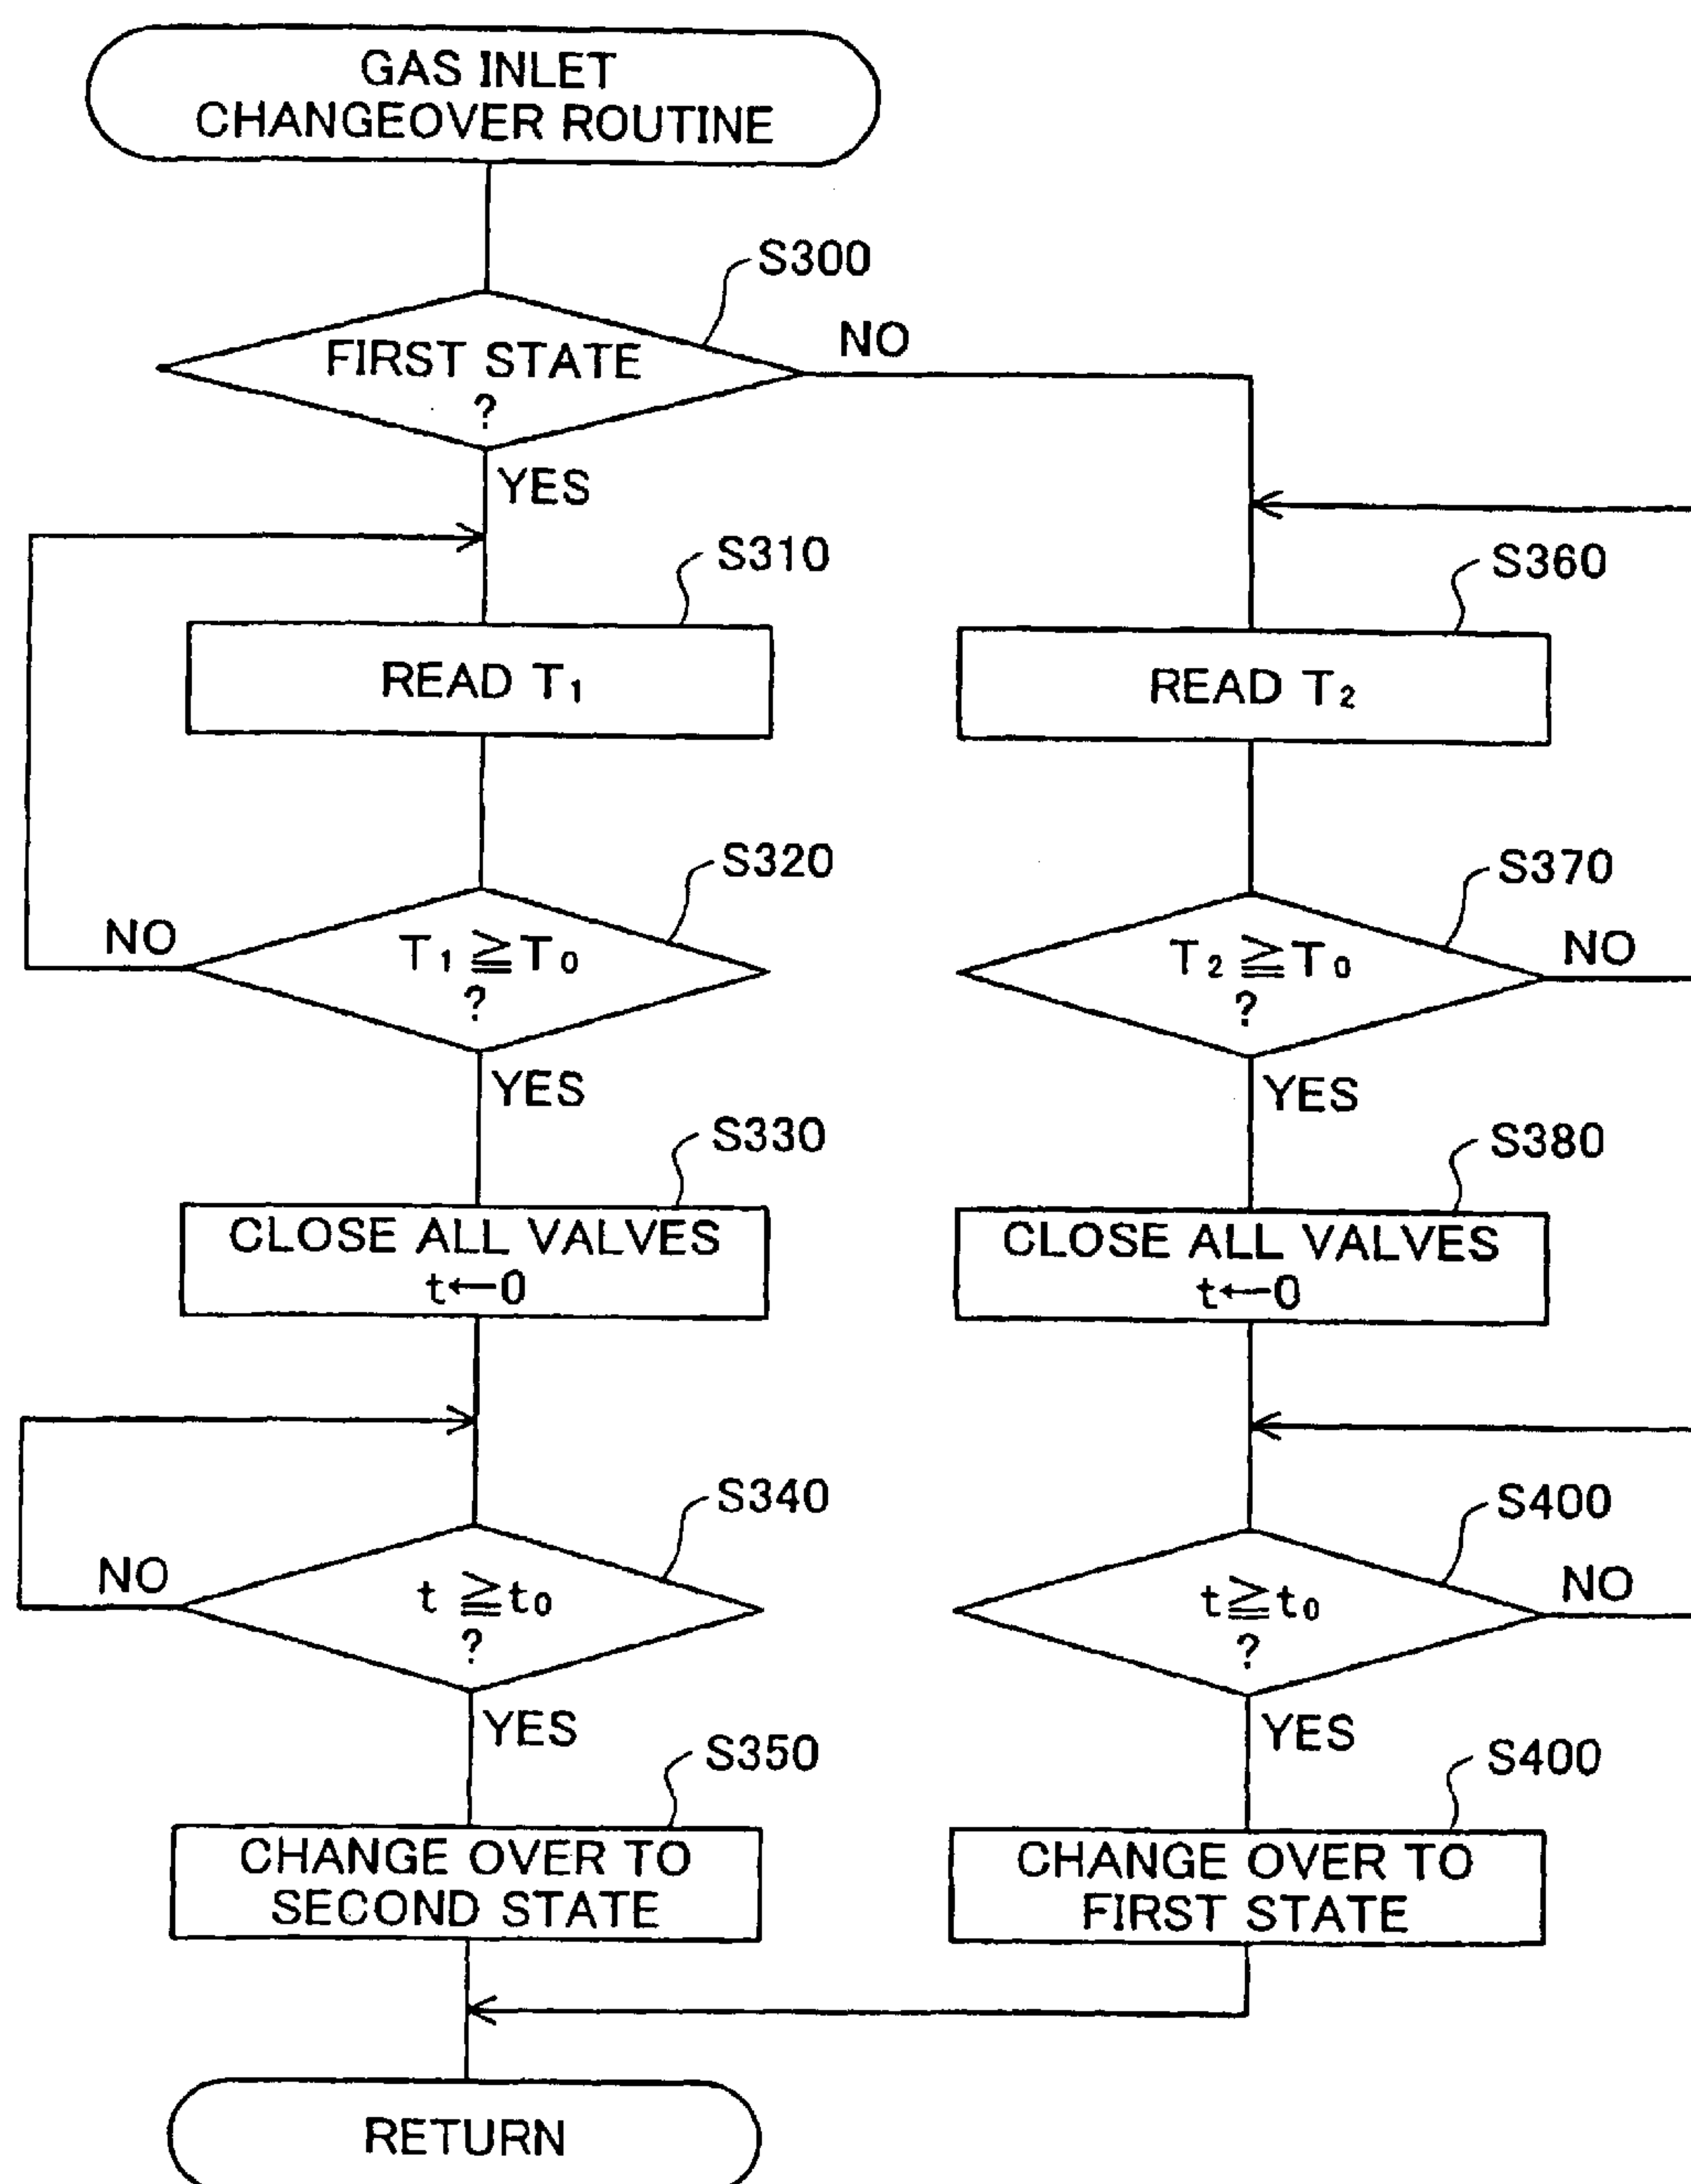 GAS INLET
CHANGEOVER ROUTINE
S300
FIRST STATE
?
NO
YES
S310
READ T₁
S320
T₁ ≧ T₀
?
NO
YES
S330
CLOSE ALL VALVES
t←0
S340
t ≧ t₀
?
NO
YES
S350
CHANGE OVER TO
SECOND STATE
S360
READ T₂
S370
T₂ ≧ T₀
?
NO
YES
S380
CLOSE ALL VALVES
t←0
S400
t ≧ t₀
?
NO
YES
S400
CHANGE OVER TO
FIRST STATE
RETURN